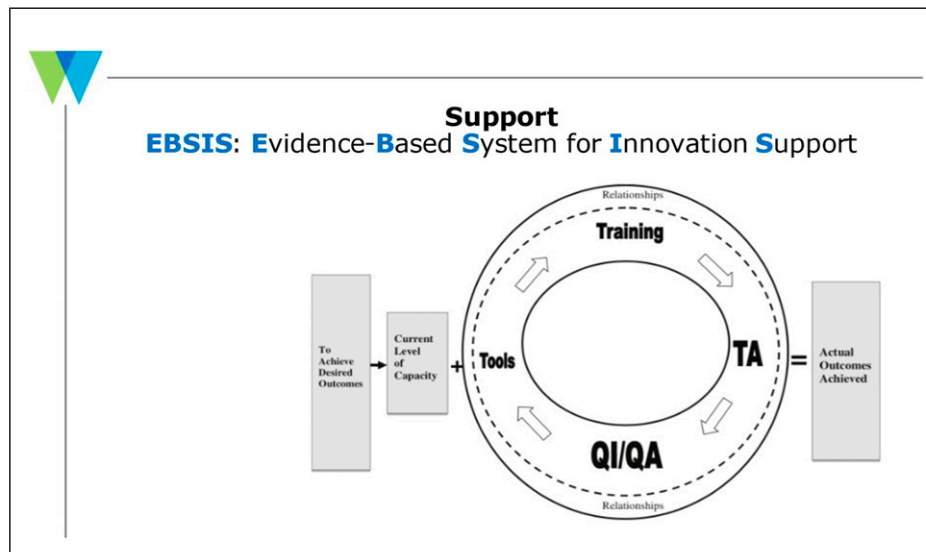 Support
EBSIS: Evidence-Based System for Innovation Support
Relationships
Training
To
Achieve
Desired
Outcomes
Current
Level
of
Capacity
+
Tools
TA
=
Actual
Outcomes
Achieved
QI/QA
Relationships